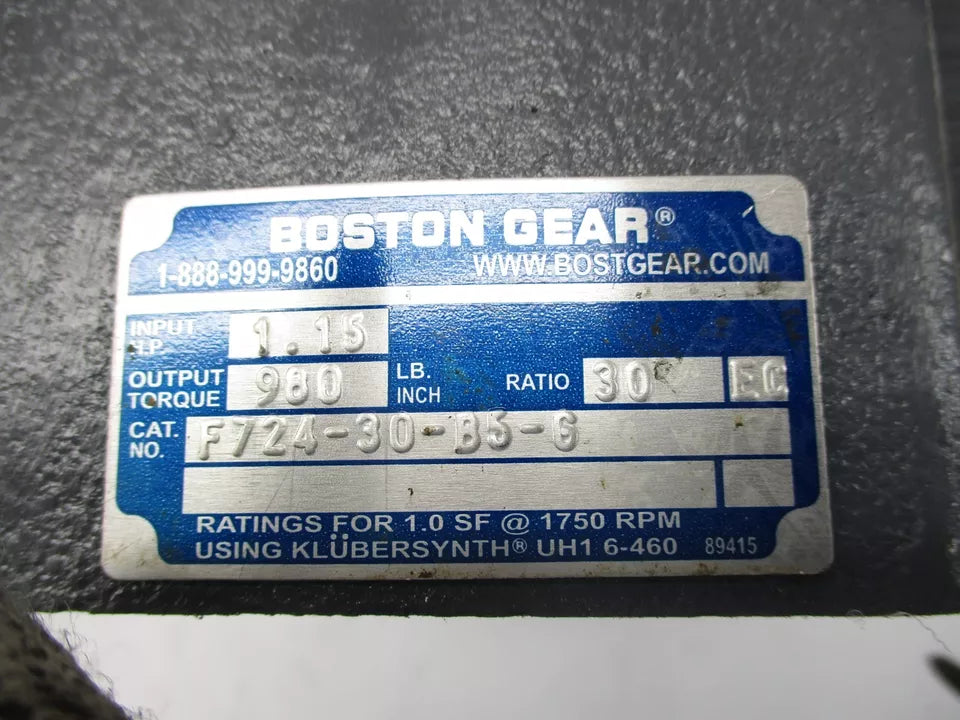 BOSTON GEAR®
1-888-999-9860 WWW.BOSTGEAR.COM
INPUT H.P. 1.15
OUTPUT TORQUE 980 LB. INCH RATIO 30 EC
CAT. NO. F724-30-B5-G
RATINGS FOR 1.0 SF @ 1750 RPM
USING KLÜBERSYNTH® UH1 6-460 89415